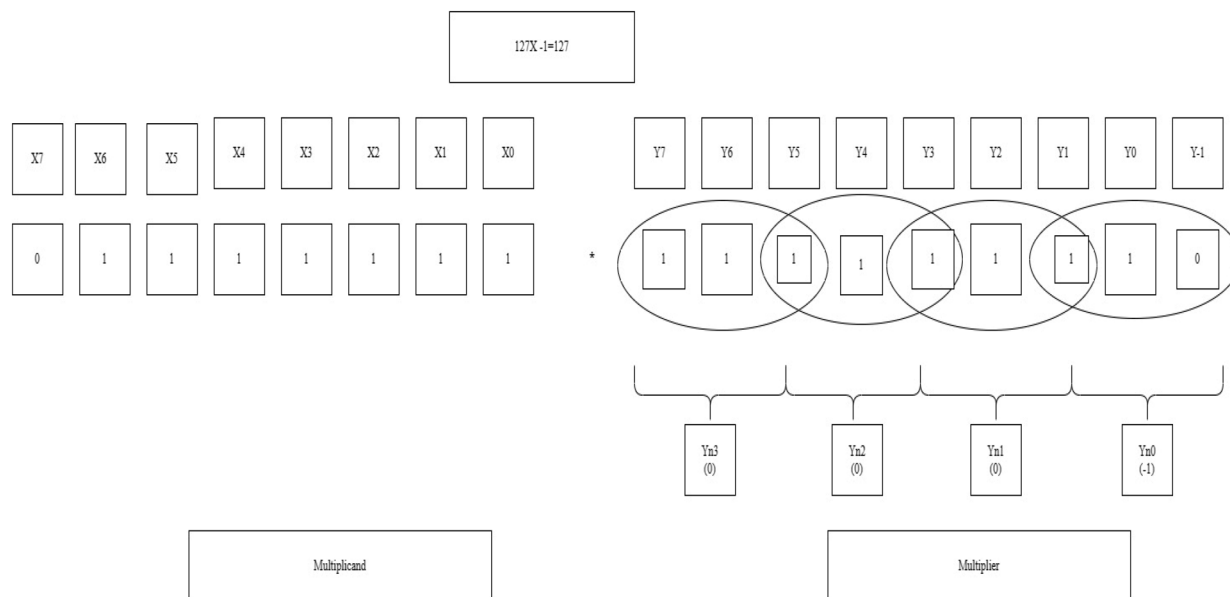 127X -1=127
X7 X6 X5 X4 X3 X2 X1 X0 Y7 Y6 Y5 Y4 Y3 Y2 Y1 Y0 Y-1
0 1 1 1 1 1 1 1 * 1 1 1 1 1 1 1 1 0
Yn3 Yn2 Yn1 Yn0
(0) (0) (0) (-1)
Multiplicand Multiplier